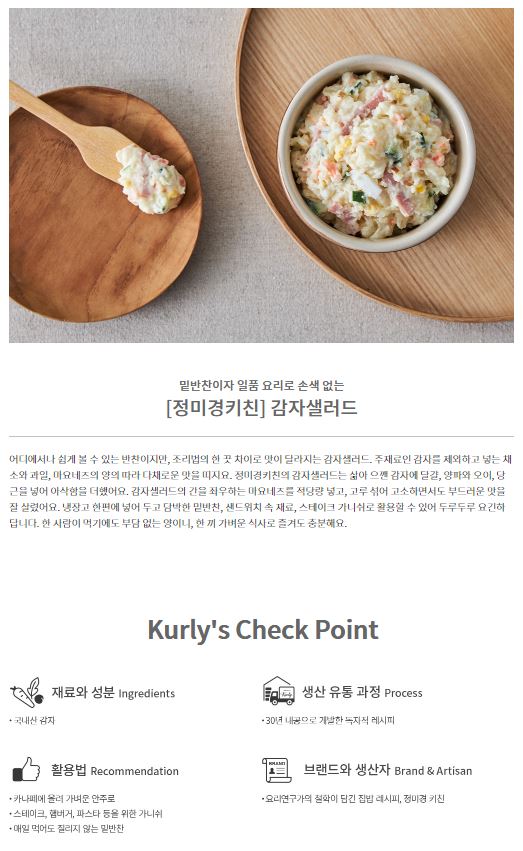 밑반찬이자 일품 요리로 손색 없는
[정미경키친] 감자샐러드
어디에서나 쉽게 볼 수 있는 반찬이지만, 조리법의 한 끗 차이로 맛이 달라지는 감자샐러드. 주재료인 감자를 제외하고 넣는 채
소와 과일, 마요네즈의 양의 따라 다채로운 맛을 띠지요. 정미경키친의 감자샐러드는 삶아 으깬 감자에 달걀, 양파와 오이, 당
근을 넣어 아삭함을 더했어요. 감자샐러드의 간을 좌우하는 마요네즈를 적당량 넣고, 고루 섞어 고소하면서도 부드러운 맛을
잘 살렸어요. 냉장고 한편에 넣어 두고 담박한 밑반찬, 샌드위치 속 재료, 스테이크 가니쉬로 활용할 수 있어 두루두루 요긴하
답니다. 한 사람이 먹기에도 부담 없는 양이니, 한 끼 가벼운 식사로 즐겨도 충분해요.
Kurly's Check Point
재료와 성분 Ingredients
• 국내산 감자
생산 유통 과정 Process
• 30년 내공으로 개발한 독자적 레시피
활용법 Recommendation
• 카나페에 올려 가벼운 안주로
• 스테이크, 햄버거, 파스타 등을 위한 가니쉬
• 매일 먹어도 질리지 않는 밑반찬
BRAND
브랜드와 생산자 Brand & Artisan
• 요리연구가의 철학이 담긴 집밥 레시피, 정미경 키친